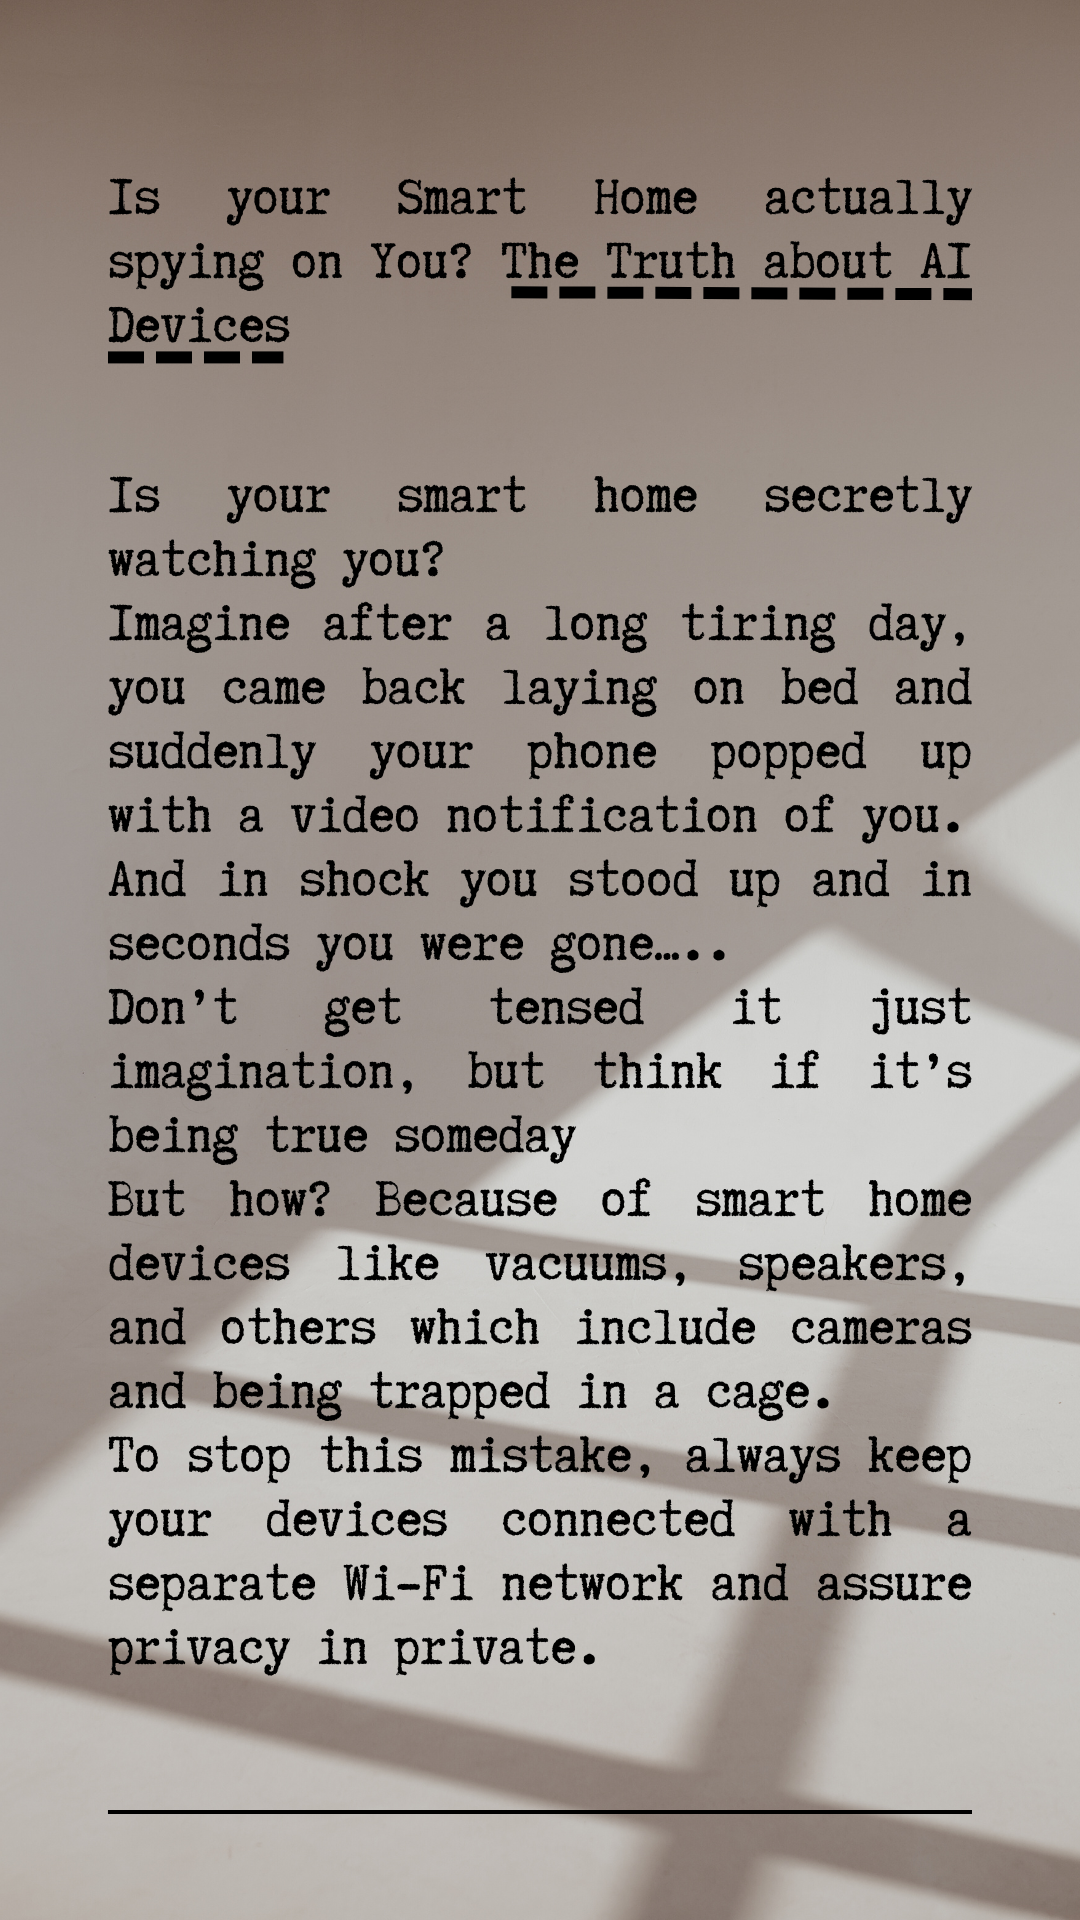 Is your Smart Home actually
spying on You? The Truth about AI
Devices
Is your smart home secretly
watching you?
Imagine after a long tiring day,
you came back laying on bed and
suddenly your phone popped up
with a video notification of you.
And in shock you stood up and in
seconds you were gone…..
Don’t get tensed it just
imagination, but think if it’s
being true someday
But how? Because of smart home
devices like vacuums, speakers,
and others which include cameras
and being trapped in a cage.
To stop this mistake, always keep
your devices connected with a
separate Wi-Fi network and assure
privacy in private.